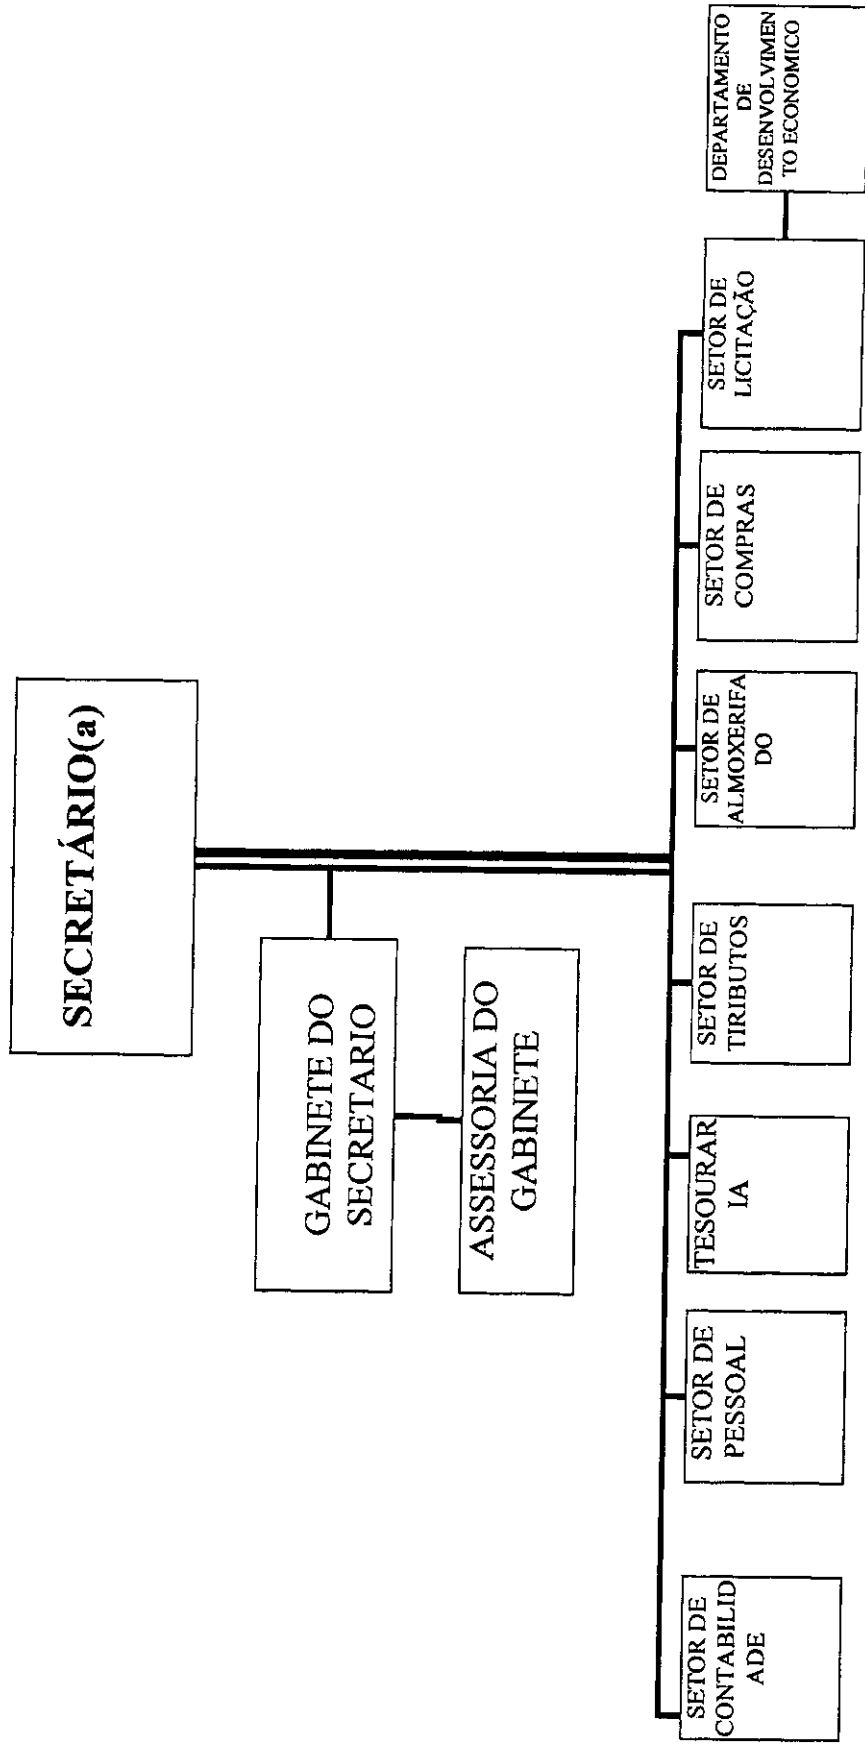 SECRETÁRIO(a)
GABINETE DO
SECRETARIO
ASSESSORIA DO
GABINETE
SETOR DE
CONTABILID
ADE
SETOR DE
PESSOAL
TESOURAR
IA
SETOR DE
TIRIBUTOS
SETOR DE
ALMOXERIFA
DO
SETOR DE
COMPRAS
SETOR DE
LICITAÇÃO
DEPARTAMENTO
DE
DESENVOLVIMEN
TO ECONOMICO